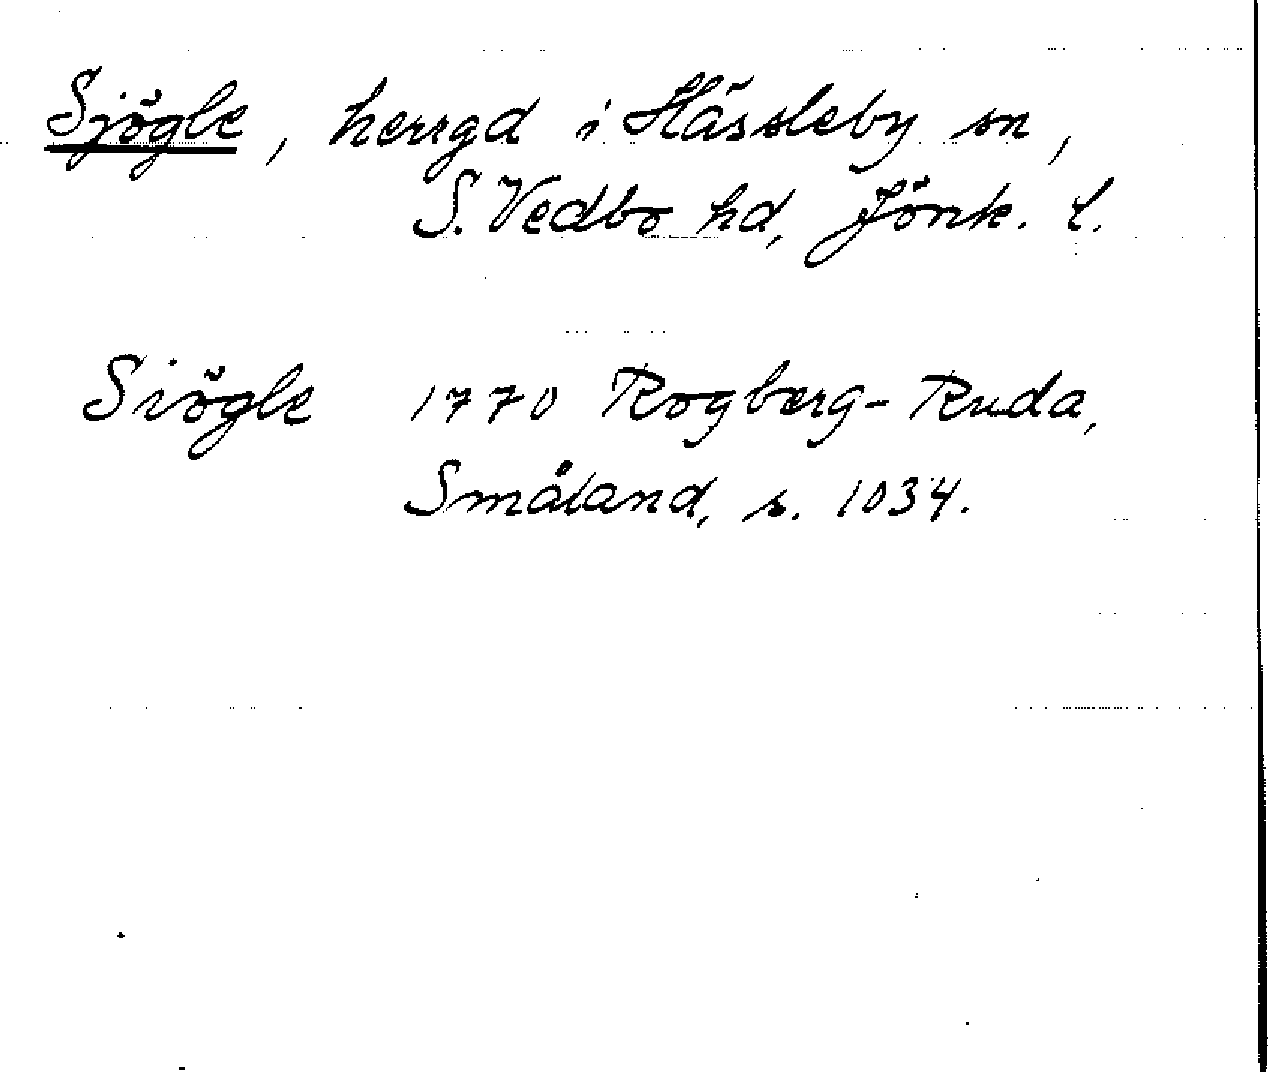 Sjögle, herrgd i Hässleby sn,
S. Vedbo hd, Jönk. l.
Siögle 1770 Rogberg-Ruda,
Småland, s. 1034.